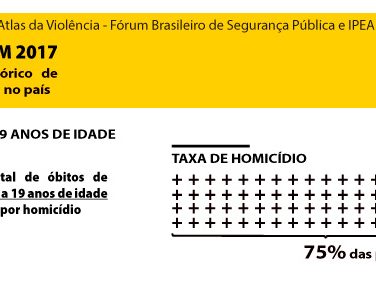 Atlas da Violência - Fórum Brasileiro de Segurança Pública e IPEA
M 2017
órico de
no país
9 ANOS DE IDADE
tal de óbitos de
a 19 anos de idade
por homicídio
TAXA DE HOMICÍDIO
75% das